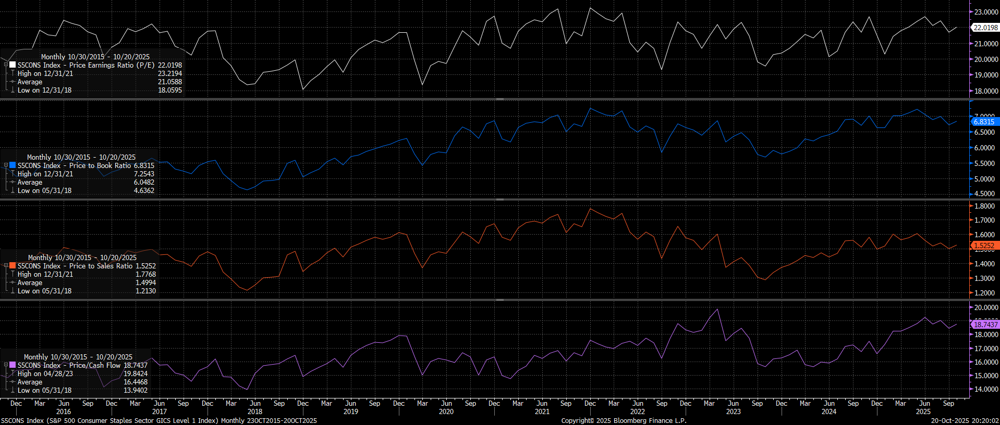 23.0000
22.0198
21.0000
20.0000
19.0000
18.0000
Monthly 10/30/2015 - 10/20/2025
S5CONS Index - Price Earnings Ratio (P/E) 22.0198
High on 12/31/21 23.2194
Average 21.0588
Low on 12/31/18 18.0595
7.0000
6.8315
6.5000
6.0000
5.5000
5.0000
4.5000
Monthly 10/30/2015 - 10/20/2025
S5CONS Index - Price to Book Ratio 6.8315
High on 12/31/21 7.2543
Average 6.0482
Low on 05/31/18 4.6362
1.8000
1.7000
1.6000
1.5252
1.4000
1.3000
1.2000
Monthly 10/30/2015 - 10/20/2025
S5CONS Index - Price to Sales Ratio 1.5252
High on 12/31/21 1.7768
Average 1.4994
Low on 05/31/18 1.2130
20.0000
18.7437
18.0000
17.0000
16.0000
15.0000
14.0000
Monthly 10/30/2015 - 10/20/2025
S5CONS Index - Price/Cash Flow 18.7437
High on 04/28/23 19.8424
Average 16.4468
Low on 05/31/18 13.9402
Dec Mar Jun Sep Dec Mar Jun Sep Dec Mar Jun Sep Dec Mar Jun Sep Dec Mar Jun Sep Dec Mar Jun Sep Dec Mar Jun Sep Dec Mar Jun Sep Dec Mar Jun Sep Dec Mar Jun Sep
2016 2017 2018 2019 2020 2021 2022 2023 2024 2025
S5CONS Index (S&P 500 Consumer Staples Sector GICS Level 1 Index) Monthly 23OCT2015-20OCT2025 Copyright© 2025 Bloomberg Finance L.P. 20-Oct-2025 20:20:02